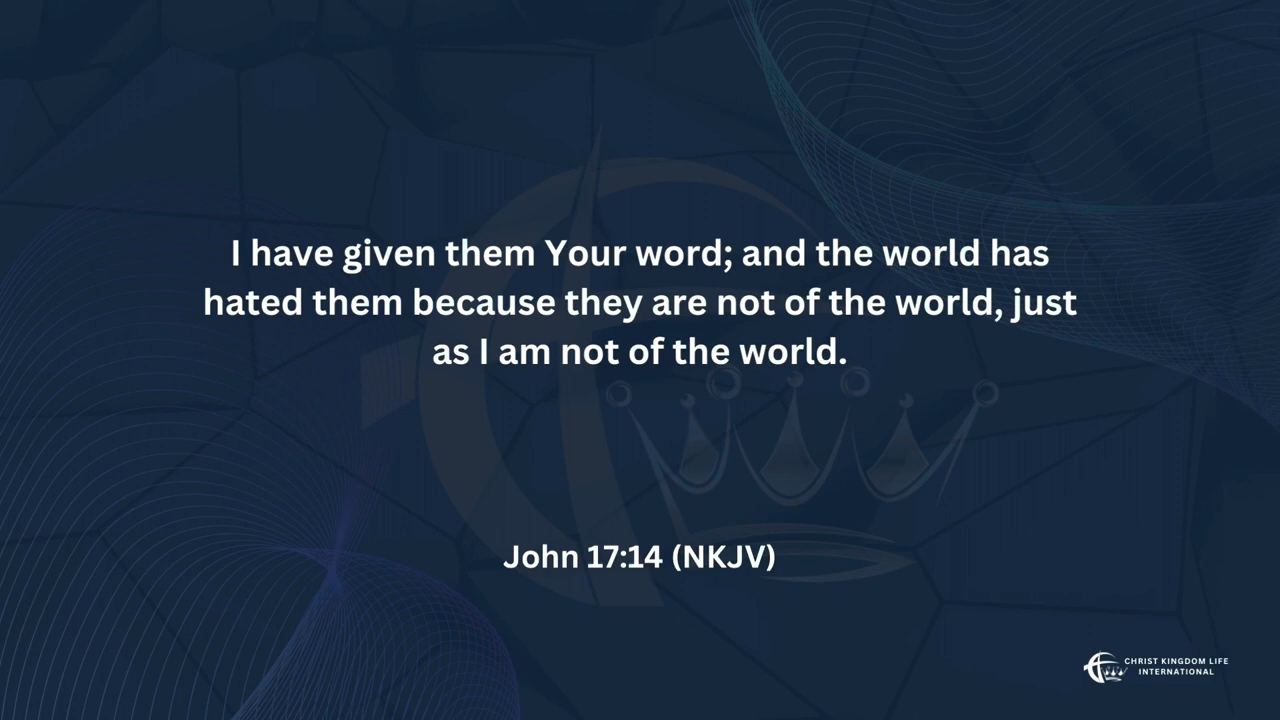 I have given them Your word; and the world has
hated them because they are not of the world, just
as I am not of the world.
John 17:14 (NKJV)
CHRIST KINGDOM LIFE
INTERNATIONAL